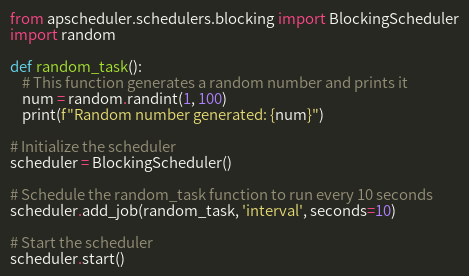 from apscheduler.schedulers.blocking import BlockingScheduler
import random

def random_task():
    # This function generates a random number and prints it
    num = random.randint(1, 100)
    print(f"Random number generated: {num}")

# Initialize the scheduler
scheduler = BlockingScheduler()

# Schedule the random_task function to run every 10 seconds
scheduler.add_job(random_task, 'interval', seconds=10)

# Start the scheduler
scheduler.start()